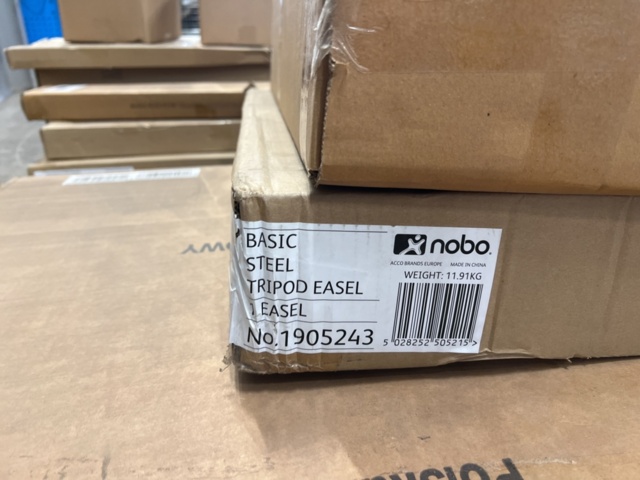 BASIC
STEEL
TRIPOD EASEL
1 EASEL
No.1905243
nobo.
ACCO BRANDS EUROPE MADE IN CHINA
WEIGHT: 11.91KG
5 028252 505215 >